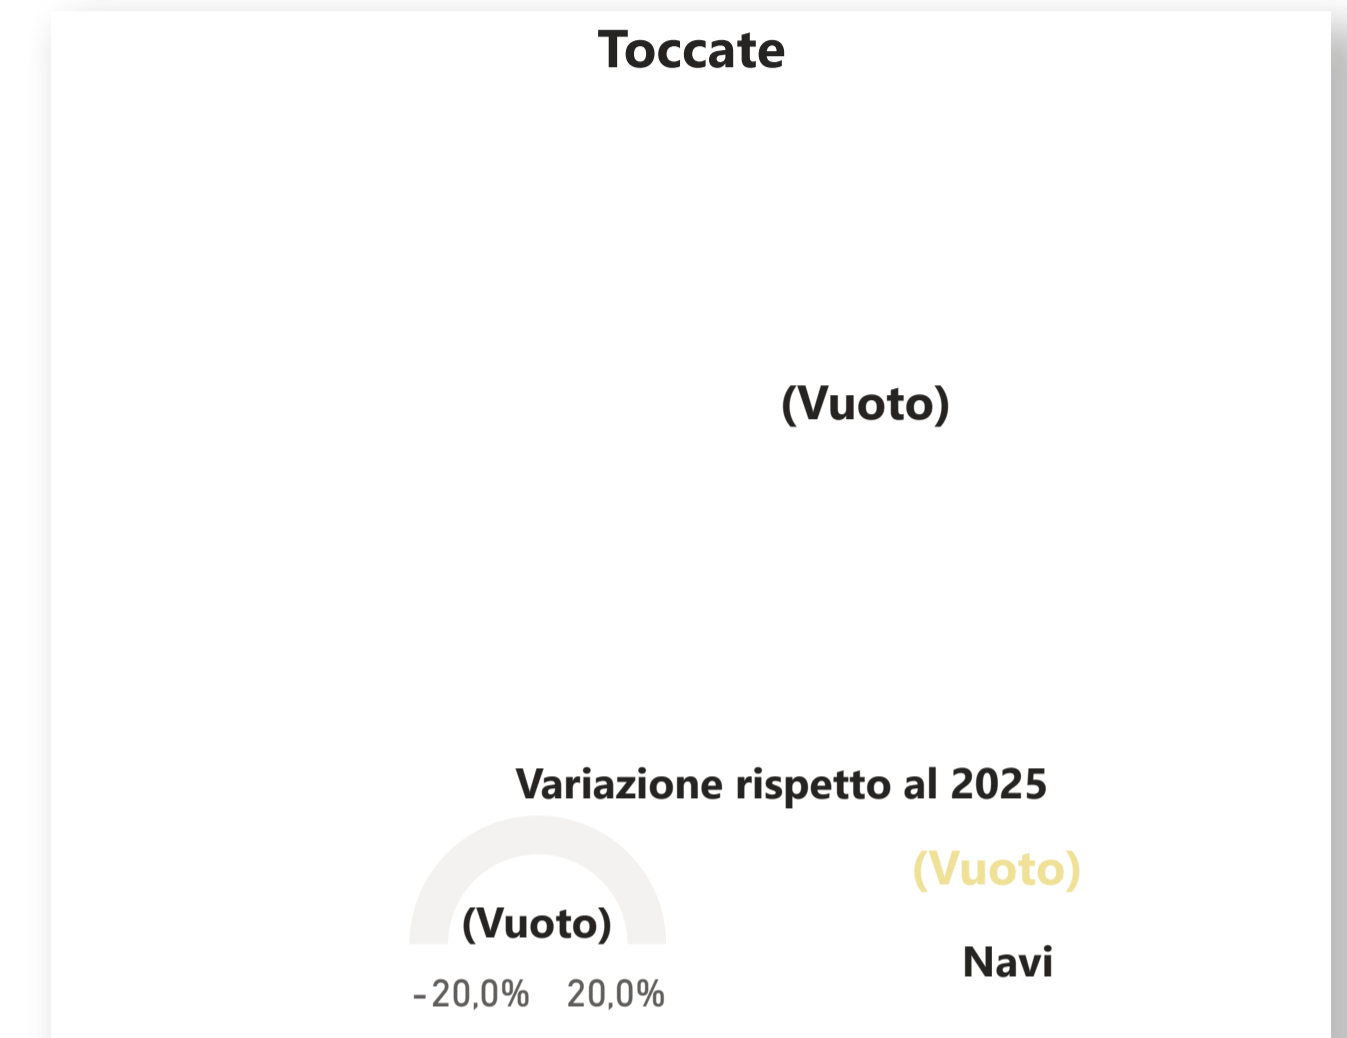 Toccate
(Vuoto)
Variazione rispetto al 2025
(Vuoto)
(Vuoto)
Navi
-20,0% 20,0%